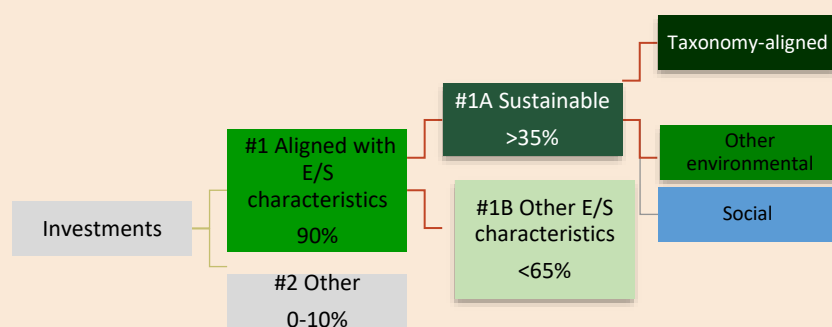 Investments
#1 Aligned with
E/S
characteristics
90%
#2 Other
0-10%
#1A Sustainable
>35%
#1B Other E/S
characteristics
<65%
Taxonomy-aligned
Other
environmental
Social